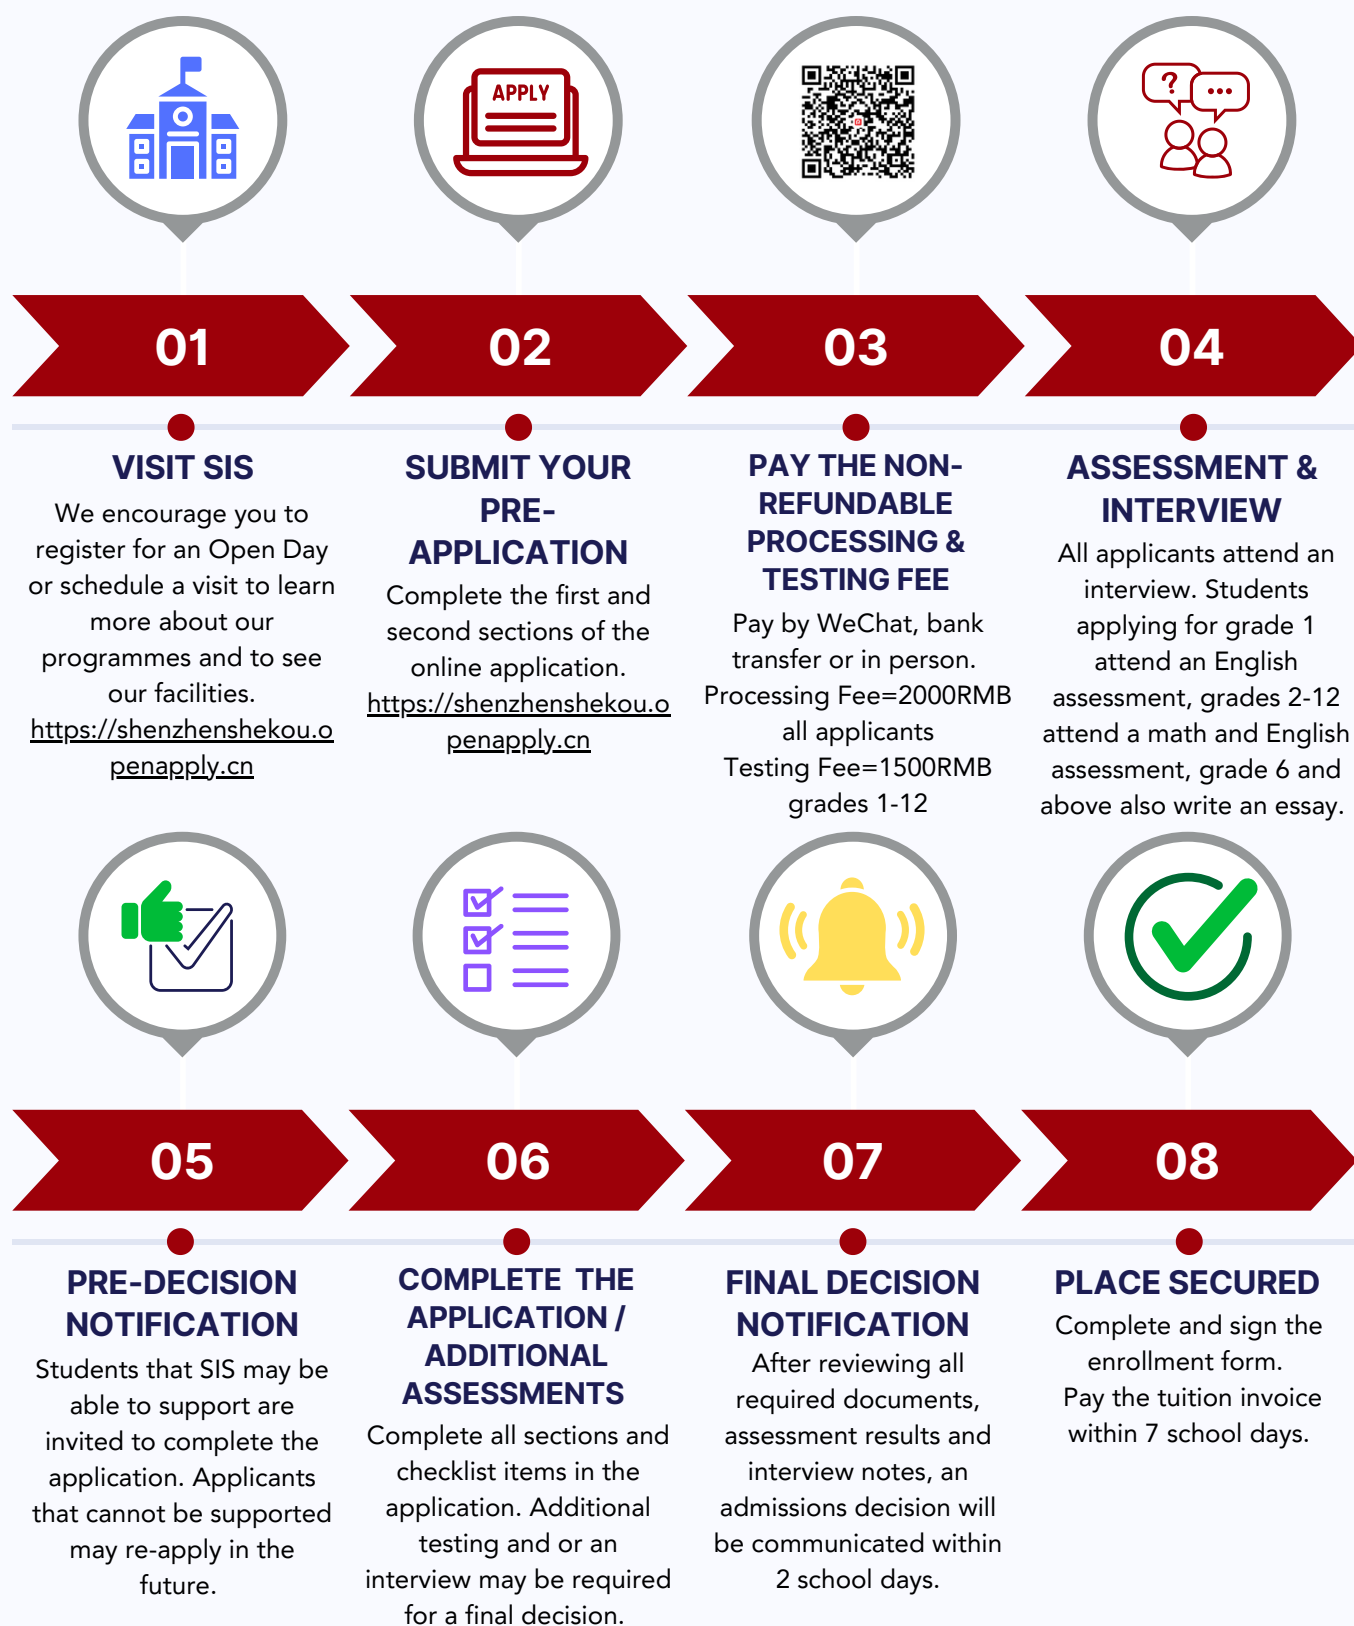 APPLY
?
...
01
02
03
04
VISIT SIS
We encourage you to
register for an Open Day
or schedule a visit to learn
more about our
programmes and to see
our facilities.
https://shenzhenshekou.o
penapply.cn
SUBMIT YOUR
PRE-
APPLICATION
Complete the first and
second sections of the
online application.
https://shenzhenshekou.o
penapply.cn
PAY THE NON-
REFUNDABLE
PROCESSING &
TESTING FEE
Pay by WeChat, bank
transfer or in person.
Processing Fee=2000RMB
all applicants
Testing Fee=1500RMB
grades 1-12
ASSESSMENT &
INTERVIEW
All applicants attend an
interview. Students
applying for grade 1
attend an English
assessment, grades 2-12
attend a math and English
assessment, grade 6 and
above also write an essay.
05
06
07
08
PRE-DECISION
NOTIFICATION
Students that SIS may be
able to support are
invited to complete the
application. Applicants
that cannot be supported
may re-apply in the
future.
COMPLETE THE
APPLICATION /
ADDITIONAL
ASSESSMENTS
Complete all sections and
checklist items in the
application. Additional
testing and or an
interview may be required
for a final decision.
FINAL DECISION
NOTIFICATION
After reviewing all
required documents,
assessment results and
interview notes, an
admissions decision will
be communicated within
2 school days.
PLACE SECURED
Complete and sign the
enrollment form.
Pay the tuition invoice
within 7 school days.